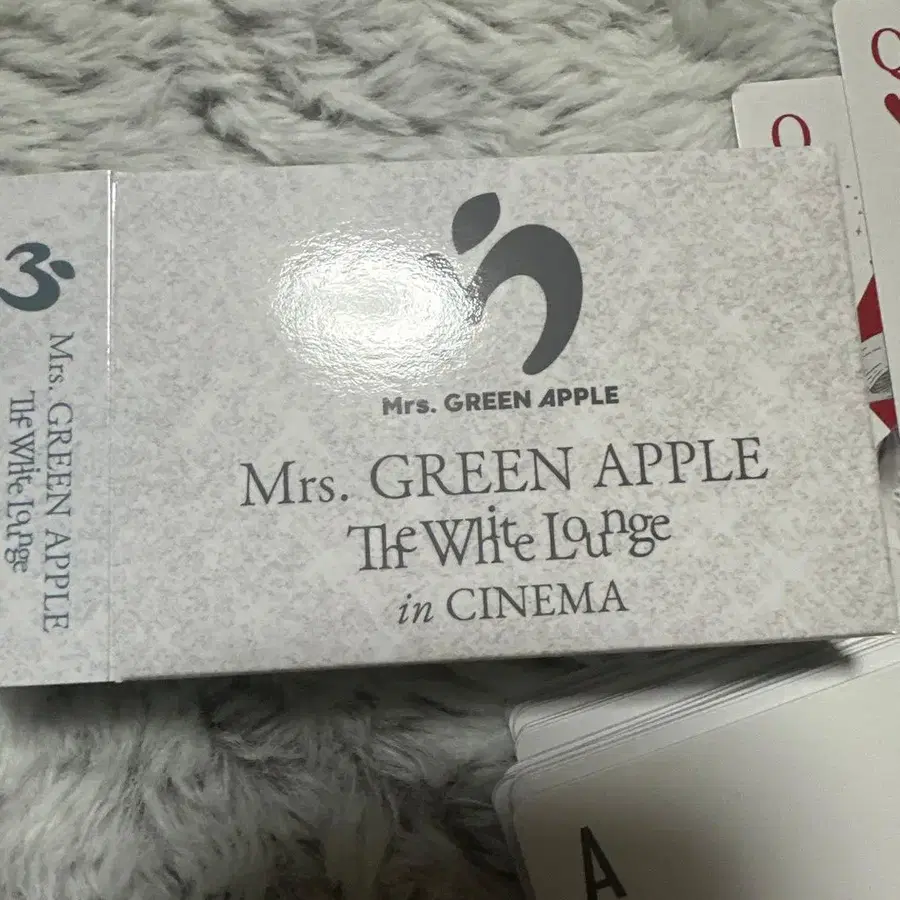 Q
Q
Mrs. GREEN APPLE
Mrs. GREEN APPLE
The White Lounge
in CINEMA
Mrs. GREEN APPLE
The White Lounge
A